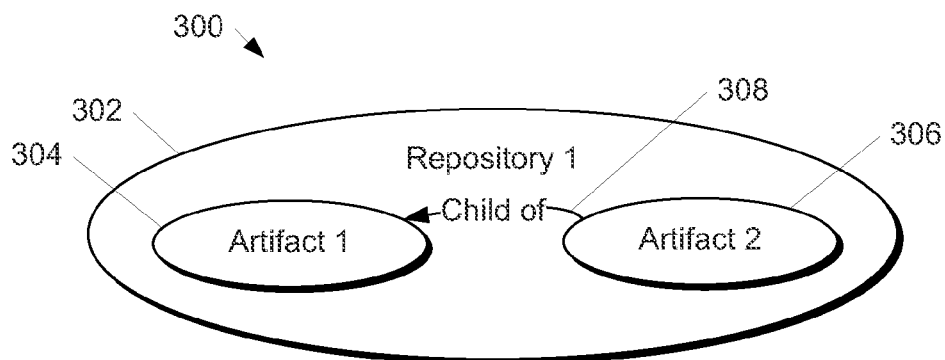 300
308
302
304
306
Repository 1
Child of
Artifact 1
Artifact 2